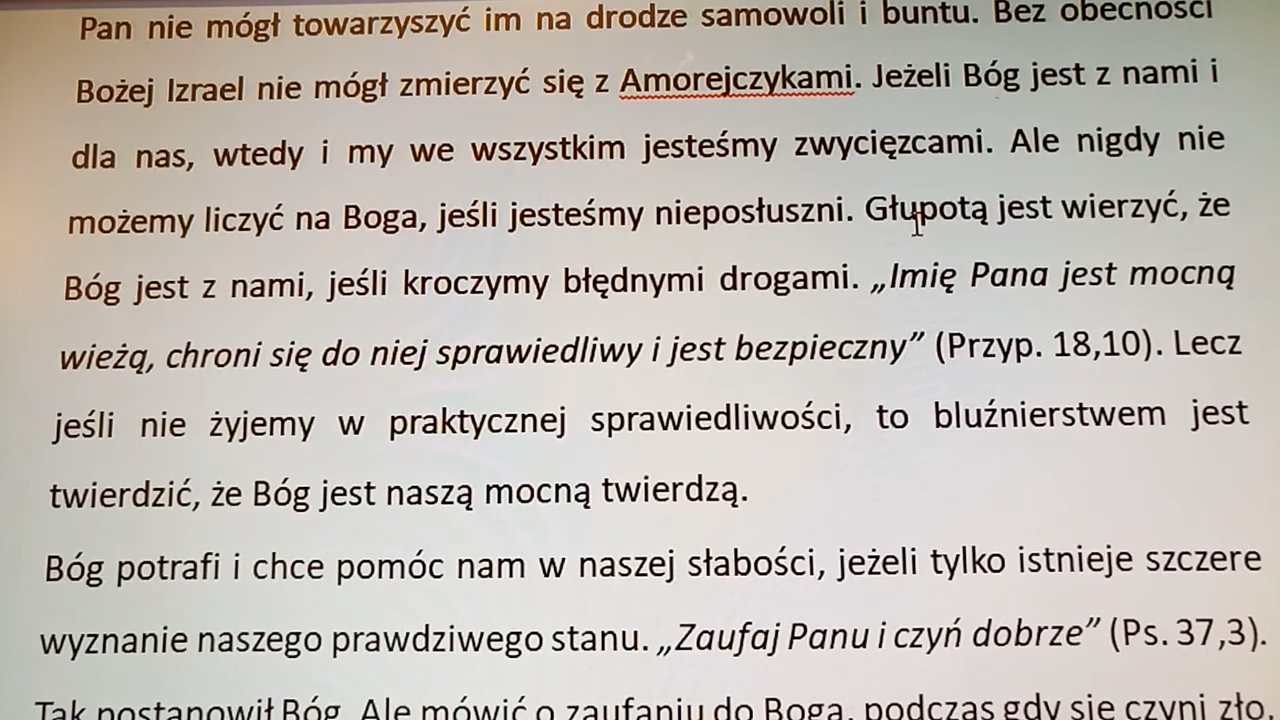 Pan nie mógł towarzyszyć im na drodze samowoli i buntu. Bez obecności
Bożej Izrael nie mógł zmierzyć się z Amorejczykami. Jeżeli Bóg jest z nami i
dla nas, wtedy i my we wszystkim jesteśmy zwycięzcami. Ale nigdy nie
możemy liczyć na Boga, jeśli jesteśmy nieposłuszni. Głupotą jest wierzyć, że
Bóg jest z nami, jeśli kroczymy błędnymi drogami. „Imię Pana jest mocną
wieżą, chroni się do niej sprawiedliwy i jest bezpieczny” (Przyp. 18,10). Lecz
jeśli nie żyjemy w praktycznej sprawiedliwości, to bluźnierstwem jest
twierdzić, że Bóg jest naszą mocną twierdzą.
Bóg potrafi i chce pomóc nam w naszej słabości, jeżeli tylko istnieje szczere
wyznanie naszego prawdziwego stanu. „Zaufaj Panu i czyń dobrze” (Ps. 37,3).
Tak postanowił Bóg. Ale mówić o zaufaniu do Boga, podczas gdy się czyni zło,